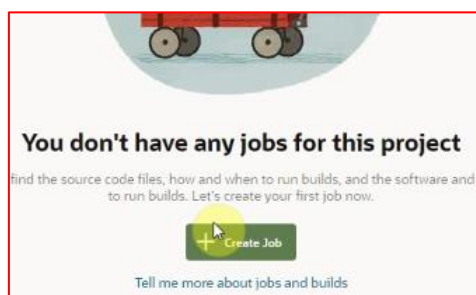 You don't have any jobs for this project
find the source code files, how and when to run builds, and the software and
to run builds. Let's create your first job now.
+ Create Job
Tell me more about jobs and builds